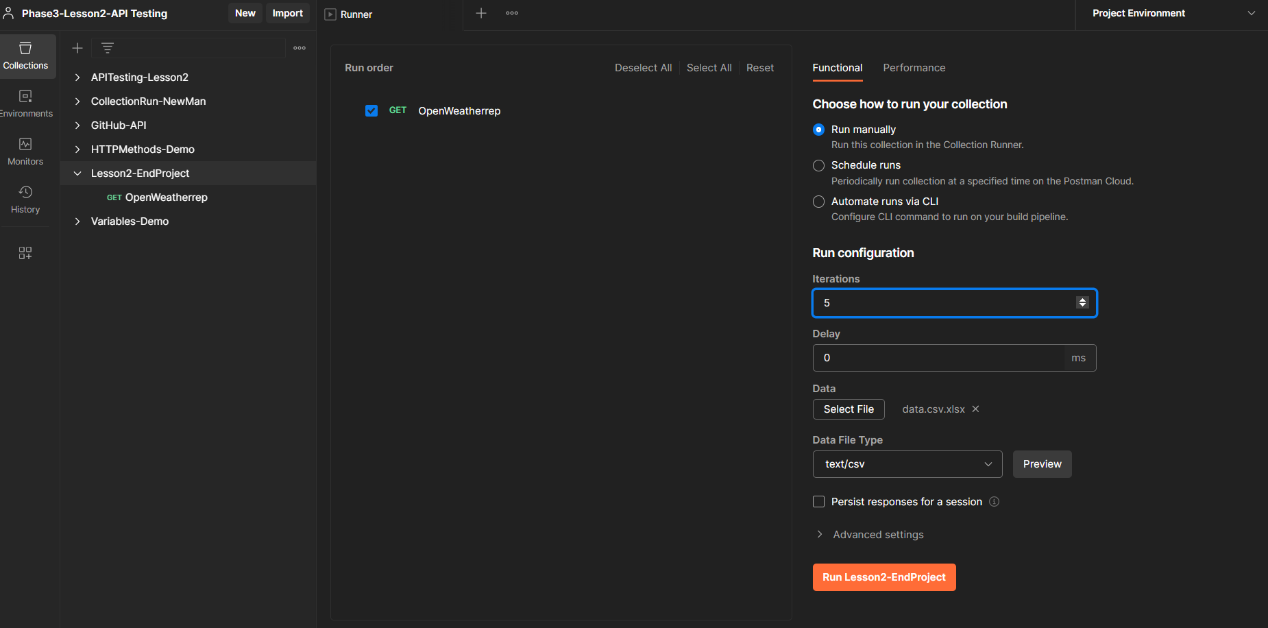 Phase3-Lesson2-API Testing
New
Import
Runner
Project Environment
Collections
Environments
Monitors
History
APITesting-Lesson2
CollectionRun-NewMan
GitHub-API
HTTPMethods-Demo
Lesson2-EndProject
GET OpenWeatherrep
Variables-Demo
Run order
Deselect All
Select All
Reset
GET OpenWeatherrep
Functional
Performance
Choose how to run your collection
Run manually
Run this collection in the Collection Runner.
Schedule runs
Periodically run collection at a specified time on the Postman Cloud.
Automate runs via CLI
Configure CLI command to run on your build pipeline.
Run configuration
Iterations
5
Delay
0 ms
Data
Select File data.csv.xlsx
Data File Type
text/csv
Preview
Persist responses for a session
Advanced settings
Run Lesson2-EndProject